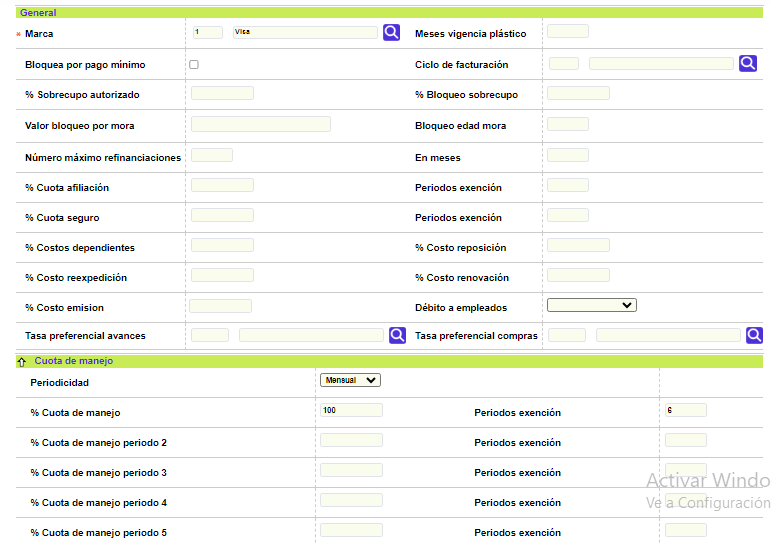 General
* Marca 1 Visa Meses vigencia plástico
Bloquea por pago mínimo Ciclo de facturación
% Sobrecupo autorizado % Bloqueo sobrecupo
Valor bloqueo por mora Bloqueo edad mora
Número máximo refinanciaciones En meses
% Cuota afiliación Periodos exención
% Cuota seguro Periodos exención
% Costos dependientes % Costo reposición
% Costo reexpedición % Costo renovación
% Costo emision Débito a empleados
Tasa preferencial avances Tasa preferencial compras
Cuota de manejo
Periodicidad Mensual
% Cuota de manejo 100 Periodos exención 6
% Cuota de manejo periodo 2 Periodos exención
% Cuota de manejo periodo 3 Periodos exención
Activar Windo
% Cuota de manejo periodo 4 Periodos exención
Ve a Configuración
% Cuota de manejo periodo 5 Periodos exención